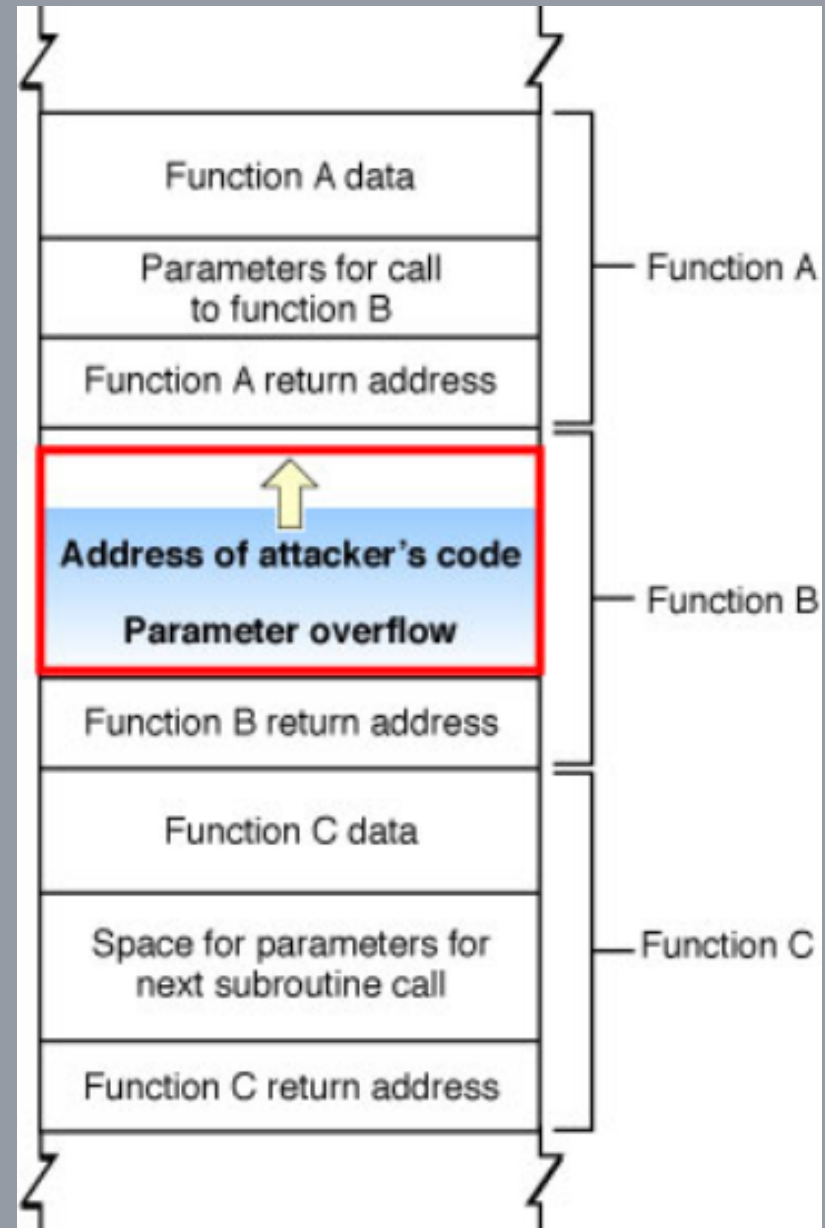 Function A data
Parameters for call
to function B
Function A return address
Function A
Address of attacker's code
Parameter overflow
Function B return address
Function B
Function C data
Space for parameters for
next subroutine call
Function C return address
Function C